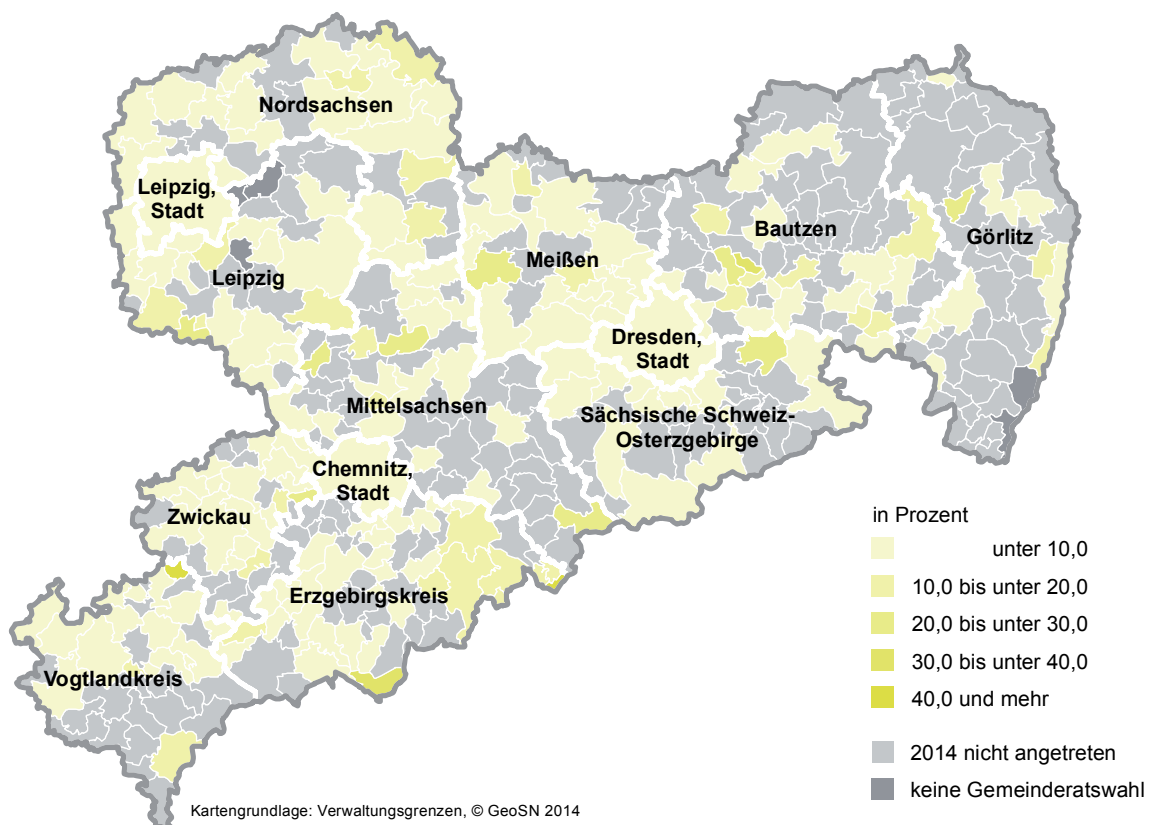 Nordsachsen
Leipzig,
Stadt
Leipzig
Meißen
Bautzen
Görlitz
Dresden,
Stadt
Mittelsachsen
Sächsische Schweiz-
Osterzgebirge
Chemnitz,
Stadt
Zwickau
Erzgebirgskreis
Vogtlandkreis
in Prozent
unter 10,0
10,0 bis unter 20,0
20,0 bis unter 30,0
30,0 bis unter 40,0
40,0 und mehr
2014 nicht angetreten
keine Gemeinderatswahl
Kartengrundlage: Verwaltungsgrenzen, © GeoSN 2014